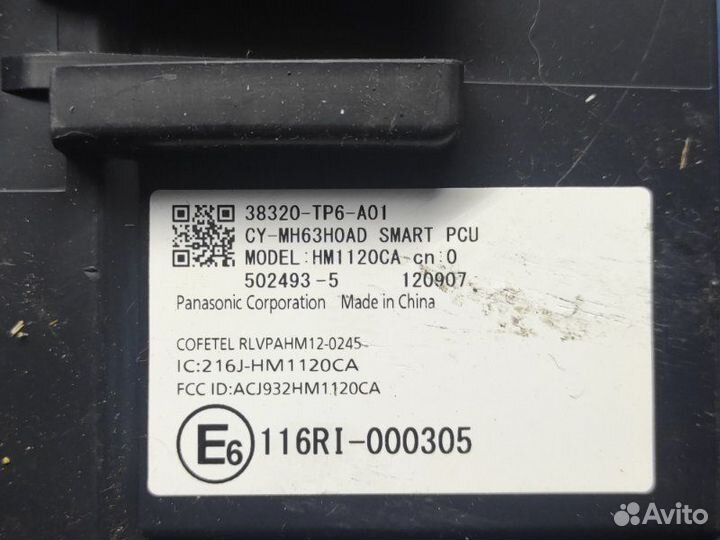 38320-TP6-A01
CY-MH63H0AD SMART PCU
MODEL:HM1120CA-cn:0
502493-5 120907
Panasonic Corporation Made in China
COFETEL RLVPAHM12-0245
IC:216J-HM1120CA
FCC ID:ACJ932HM1120CA
E6 116RI-000305
Avito